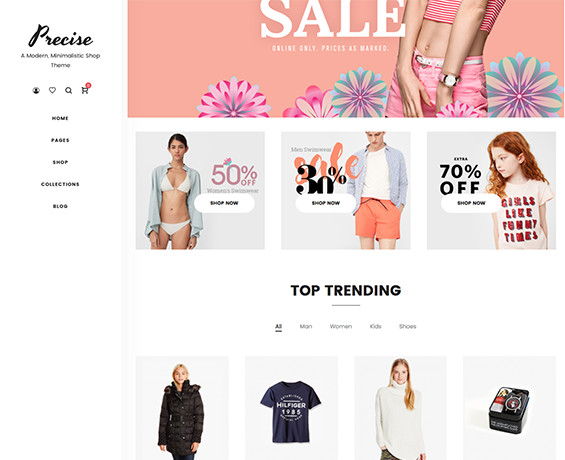 Precise
A Modern, Minimalistic Shop
Theme
0
HOME
PAGES
SHOP
COLLECTIONS
BLOG
SALE
ONLINE ONLY. PRICES AS MARKED.
50%
OFF
Women's Swimwear
SHOP NOW
Men Swimwear
sale
30%
SHOP NOW
EXTRA
70%
OFF
SHOP NOW
GIRLS
LIKE
FUNNY
TIMES
TOP TRENDING
All
Man
Women
Kids
Shoes
ESTABLISHED
HILFIGER
1985